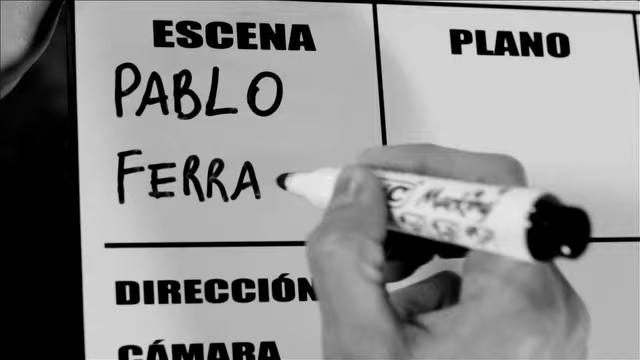 ESCENA
PLANO
PABLO
FERRA
DIRECCIÓN
CÁMARA